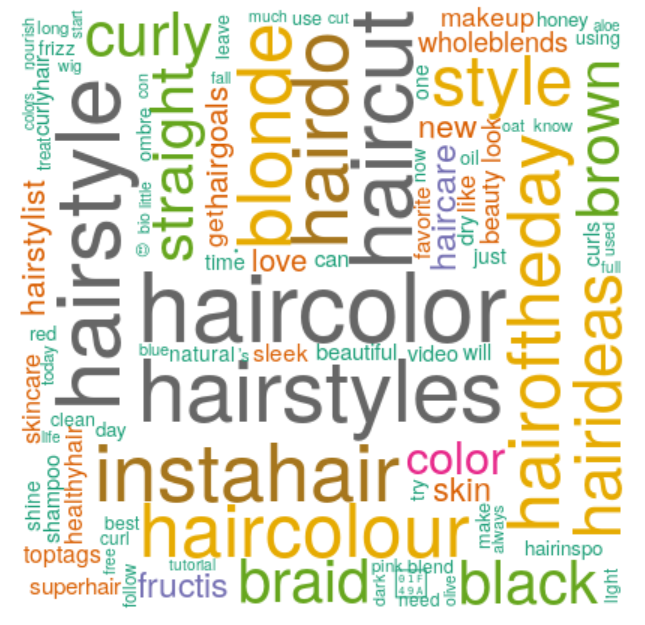 nourish
long
start
frizz
wig
curly
leave
much use cut
makeup
honey
aloe
wholeblends
using
colors
curlyhair
treat
con
ombre
straight
fall
gethairgoals
blonde
hairdo
haircut
one
style
new
oat know
look
brown
hairstyle
hairstylist
little
bio
☺
time
love
can
favorite
now
haircare
oil
like
dry
beauty
just
curls
used
full
hairoftheday
hairideas
haircolor
red
today
blue
natural
's
sleek
beautiful
video
will
hairstyles
skincare
life
clean
day
healthyhair
instahair
color
try
skin
shine
shampoo
best
curl
haircolour
make
always
hairinspo
toptags
free
tutorial
superhair
follow
fructis
braid
dark
pink
blend
01F
49A
need
olive
black
light